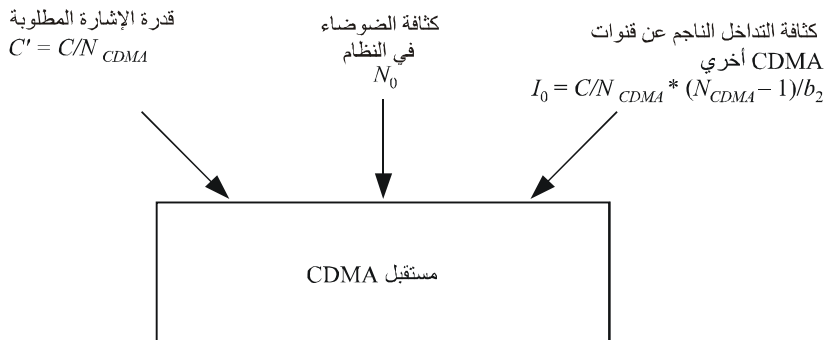 قدرة الإشارة المطلوبة
C' = C/N CDMA
كثافة الضوضاء
في النظام
N0
كثافة التداخل الناجم عن قنوات
CDMA أخري
I0 = C/N CDMA * (NCDMA – 1)/b2
مستقبل CDMA